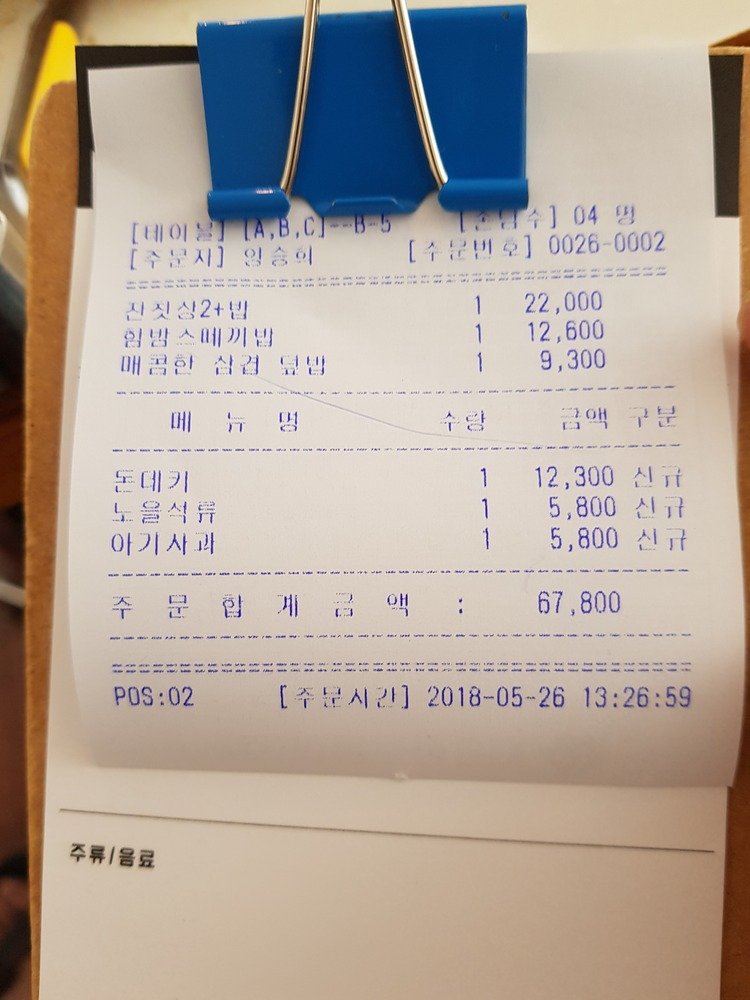 [테이블] [A,B,C]--B-5 [손님수] 04 명
[주문자] 임승희 [주문번호] 0026-0002
잔칫상2+밥 1 22,000
함밤스테끼밥 1 12,600
매콤한 삼겹 덮밥 1 9,300
메 뉴 명 수량 금액 구분
돈데키 1 12,300 신규
노을석류 1 5,800 신규
아기사과 1 5,800 신규
주 문 합 계 금 액 : 67,800
POS:02 [주문시간] 2018-05-26 13:26:59
주류/음료